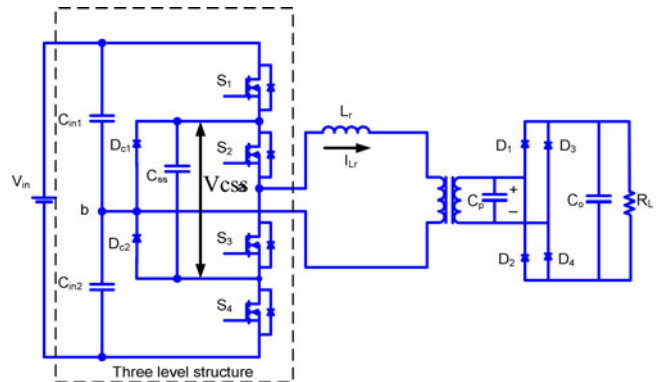 S1
Cin1
Dc1
S2
Css
Vcss
Vin
b
Dc2
S3
Cin2
S4
Three level structure
Lr
ILr
D1
D3
Cp
+
–
Co
RL
D2
D4